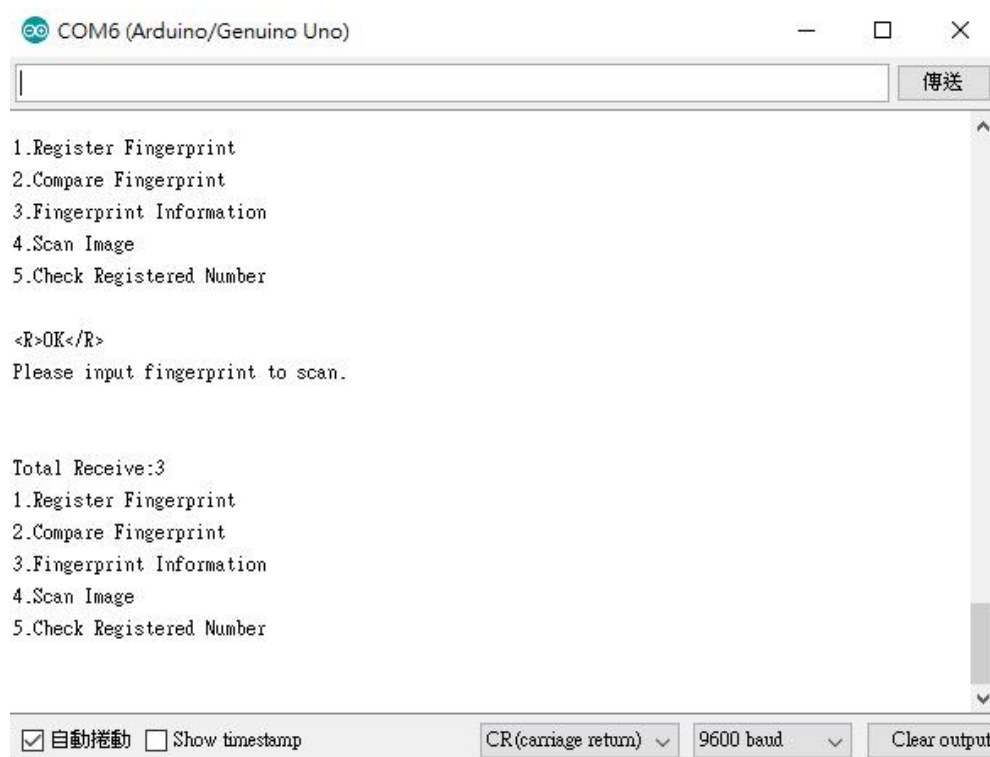 COM6 (Arduino/Genuino Uno)
傳送
1.Register Fingerprint
2.Compare Fingerprint
3.Fingerprint Information
4.Scan Image
5.Check Registered Number
<R>OK</R>
Please input fingerprint to scan.
Total Receive:3
1.Register Fingerprint
2.Compare Fingerprint
3.Fingerprint Information
4.Scan Image
5.Check Registered Number
自動捲動 Show timestamp CR(carriage return) 9600 baud Clear output